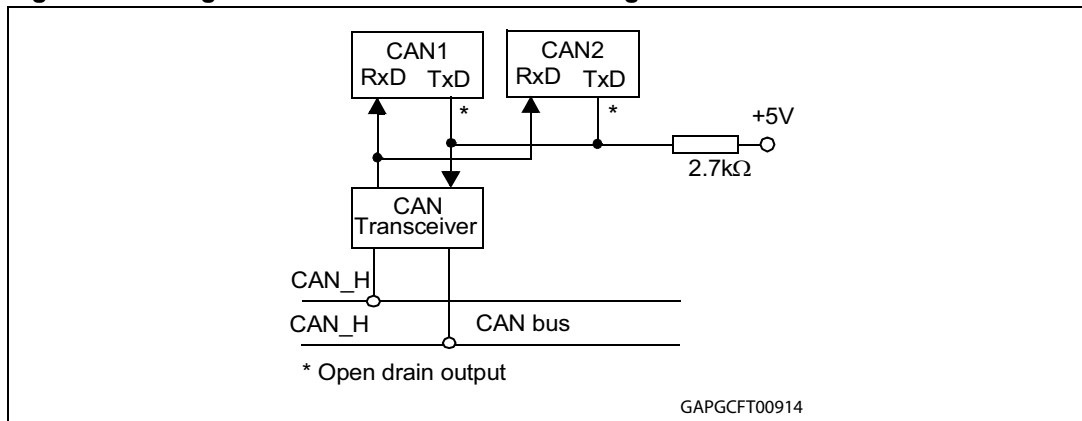 CAN1
RxD TxD
*
CAN2
RxD TxD
*
+5V
2.7kΩ
CAN
Transceiver
CAN_H
CAN_H
CAN bus
* Open drain output
GAPGCFT00914